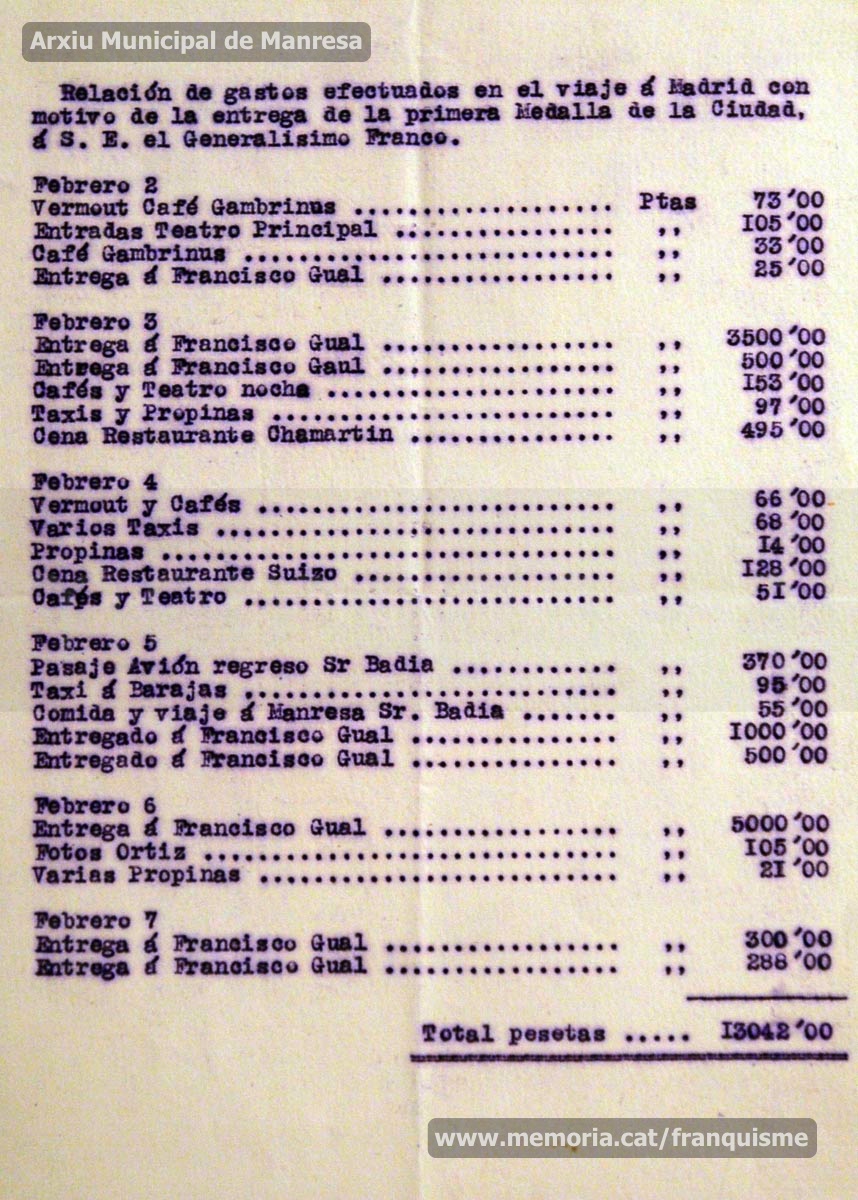 Arxiu Municipal de Manresa
Relación de gastos efectuados en el viaje á Madrid con
motivo de la entrega de la primera Medalla de la Ciudad,
á S. E. el Generalisimo Franco.
Febrero 2
Vermout Café Gambrinus ................... Ptas 73'00
Entradas Teatro Principal ................ ,, I05'00
Café Gambrinus ........................... ,, 33'00
Entrega á Francisco Gual ................. ,, 25'00
Febrero 3
Entrega á Francisco Gual ................. ,, 3500'00
Entrega á Francisco Gaul ................. ,, 500'00
Cafés y Teatro nocha ..................... ,, I53'00
Taxis y Propinas ......................... ,, 97'00
Cena Restaurante Chamartin ............... ,, 495'00
Febrero 4
Vermout y Cafés .......................... ,, 66'00
Varios Taxis ............................. ,, 68'00
Propinas ................................. ,, I4'00
Cena Restaurante Suizo ................... ,, I28'00
Cafés y Teatro ........................... ,, 5I'00
Febrero 5
Pasaje Avión regreso Sr Badia ............ ,, 370'00
Taxi á Barajas ........................... ,, 95'00
Comida y viaje á Manresa Sr. Badia ....... ,, 55'00
Entregado á Francisco Gual ............... ,, I000'00
Entregado á Francisco Gual ............... ,, 500'00
Febrero 6
Entrega á Francisco Gual ................. ,, 5000'00
Fotos Ortiz .............................. ,, I05'00
Varias Propinas .......................... ,, 2I'00
Febrero 7
Entrega á Francisco Gual ................. ,, 300'00
Entrega á Francisco Gual ................. ,, 288'00
Total pesetas ..... I3042'00
www.memoria.cat/franquisme